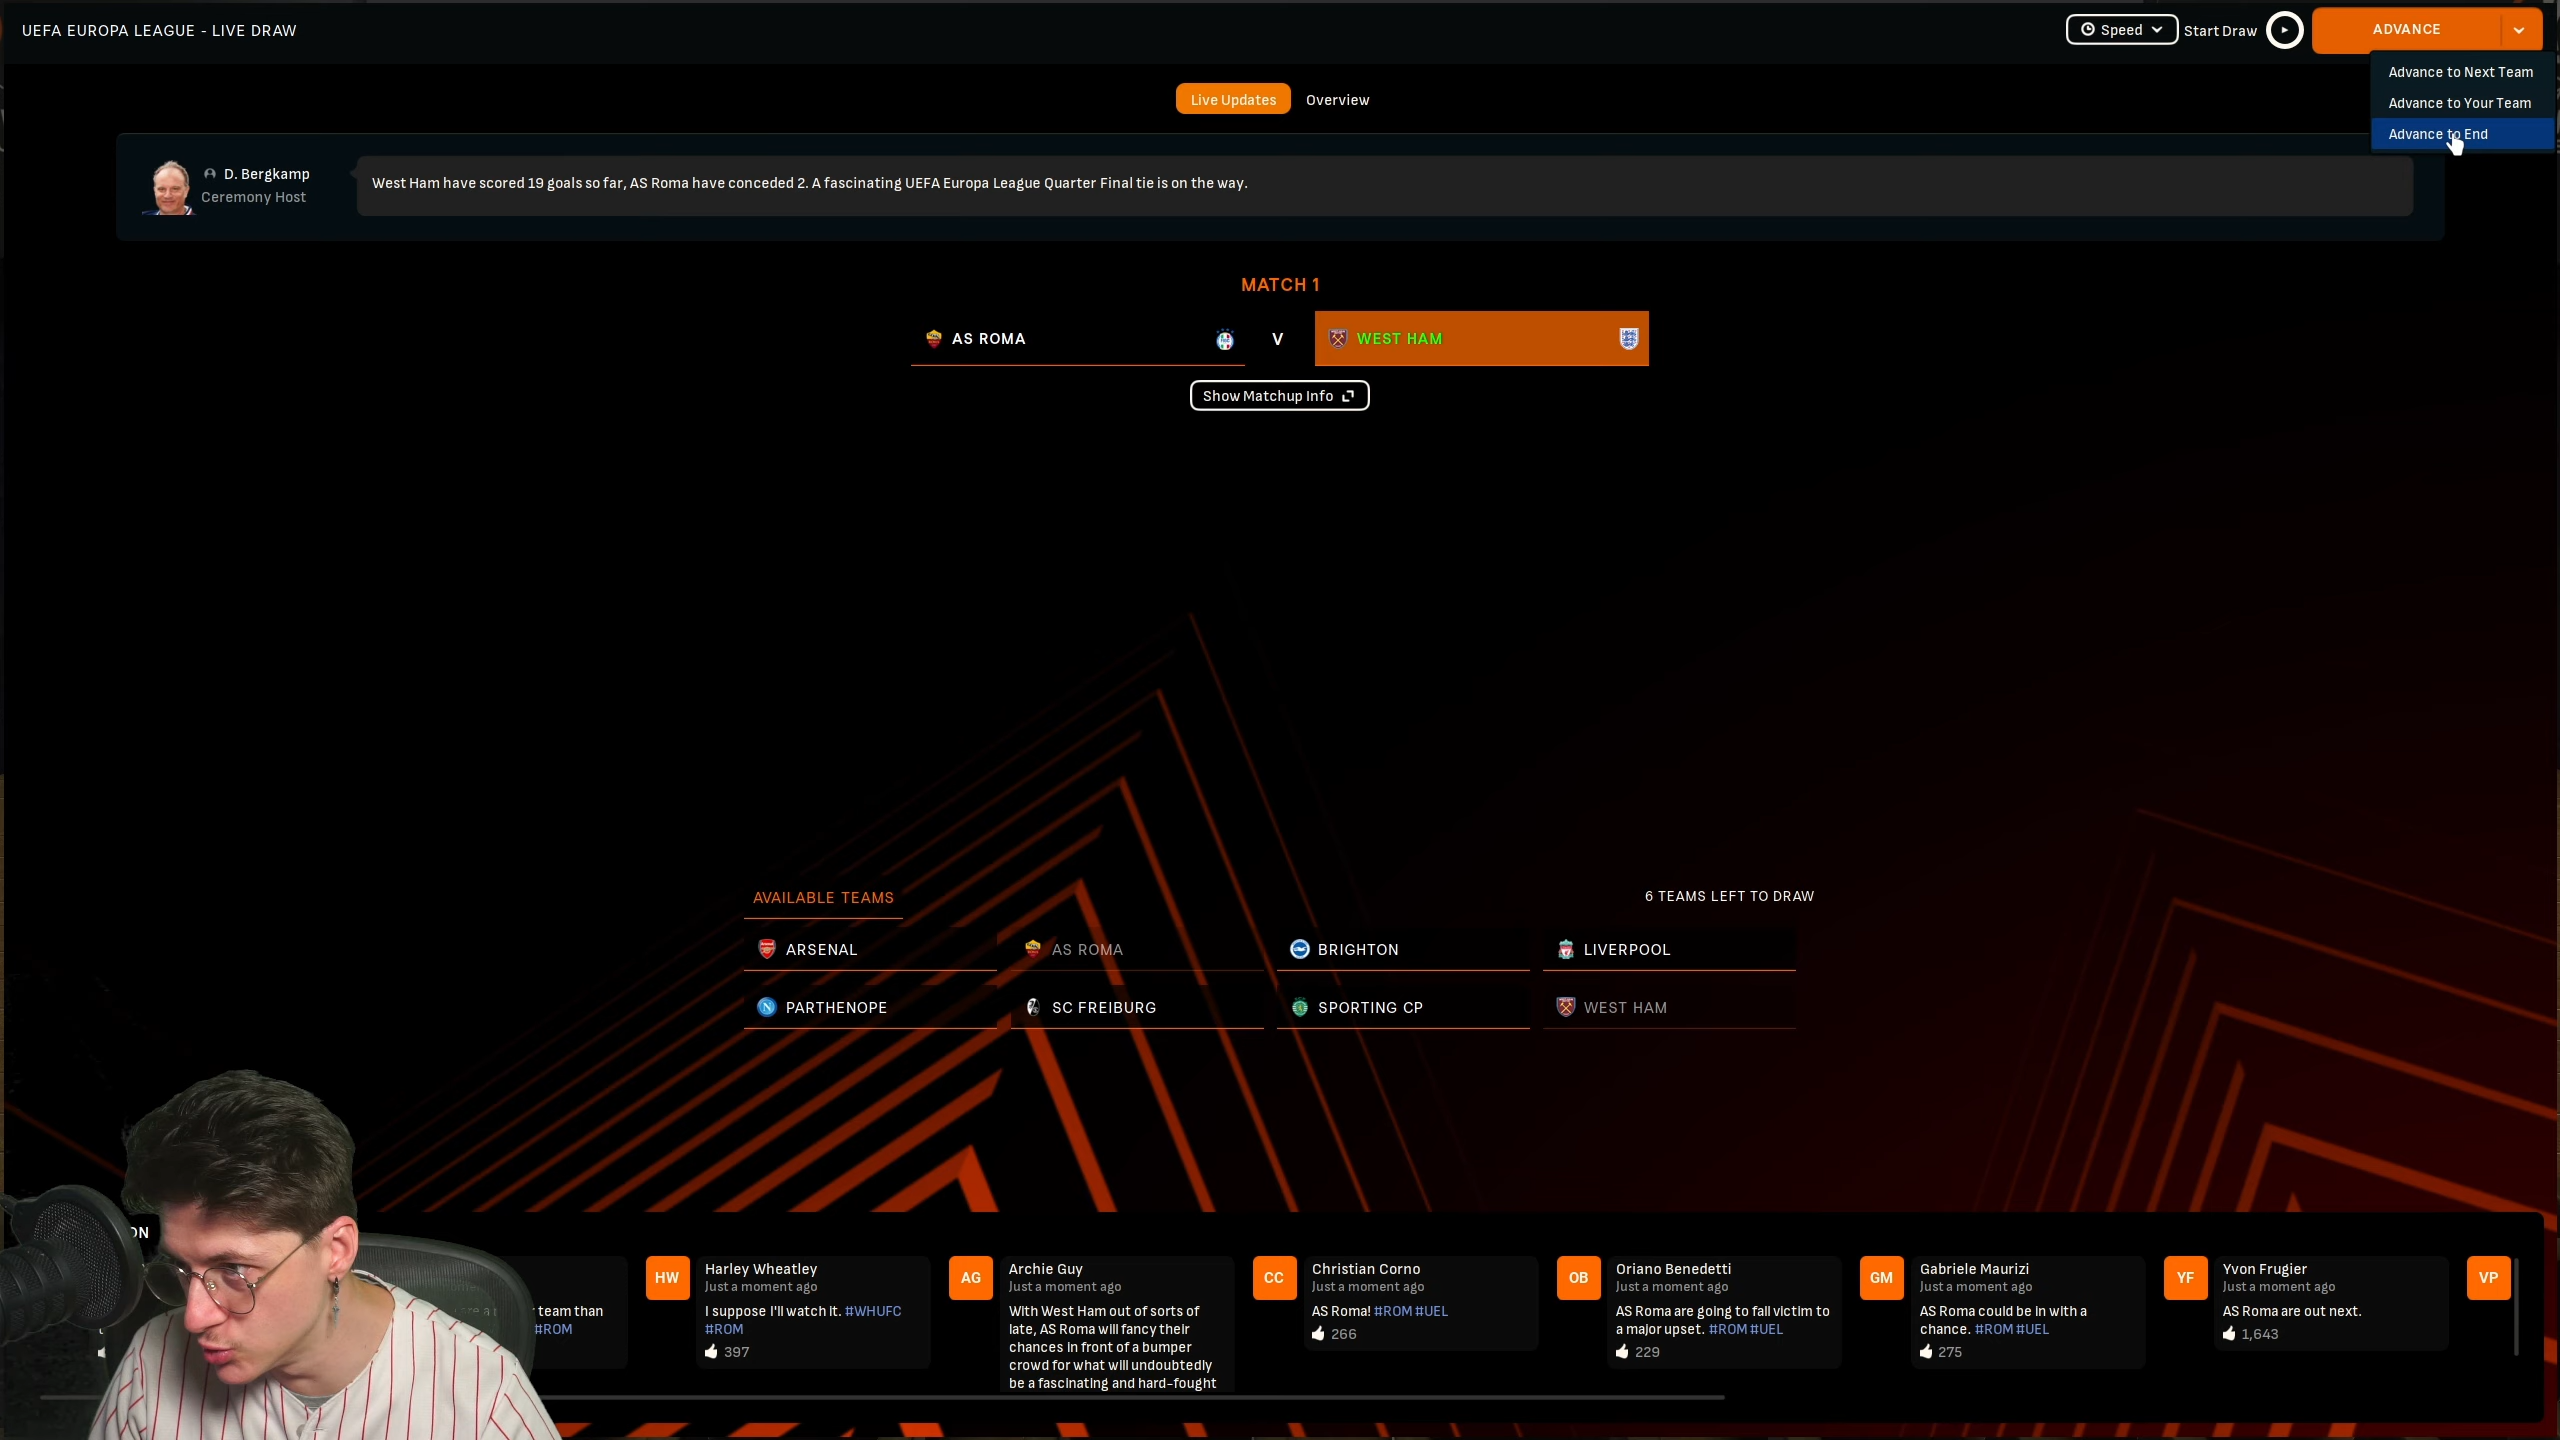 UEFA EUROPA LEAGUE - LIVE DRAW
Speed
Start Draw
ADVANCE
Advance to Next Team
Advance to Your Team
Advance to End
Live Updates
Overview
D. Bergkamp
Ceremony Host
West Ham have scored 19 goals so far, AS Roma have conceded 2. A fascinating UEFA Europa League Quarter Final tie is on the way.
MATCH 1
AS ROMA
V
WEST HAM
Show Matchup Info
AVAILABLE TEAMS
6 TEAMS LEFT TO DRAW
ARSENAL
AS ROMA
BRIGHTON
LIVERPOOL
PARTHENOPE
SC FREIBURG
SPORTING CP
WEST HAM
ON
team than
#ROM
HW
Harley Wheatley
Just a moment ago
I suppose I'll watch it. #WHUFC
#ROM
397
AG
Archie Guy
Just a moment ago
With West Ham out of sorts of
late, AS Roma will fancy their
chances in front of a bumper
crowd for what will undoubtedly
be a fascinating and hard-fought
CC
Christian Corno
Just a moment ago
AS Roma! #ROM #UEL
266
OB
Oriano Benedetti
Just a moment ago
AS Roma are going to fall victim to
a major upset. #ROM #UEL
229
GM
Gabriele Maurizi
Just a moment ago
AS Roma could be in with a
chance. #ROM #UEL
275
YF
Yvon Frugier
Just a moment ago
AS Roma are out next.
1,643
VP